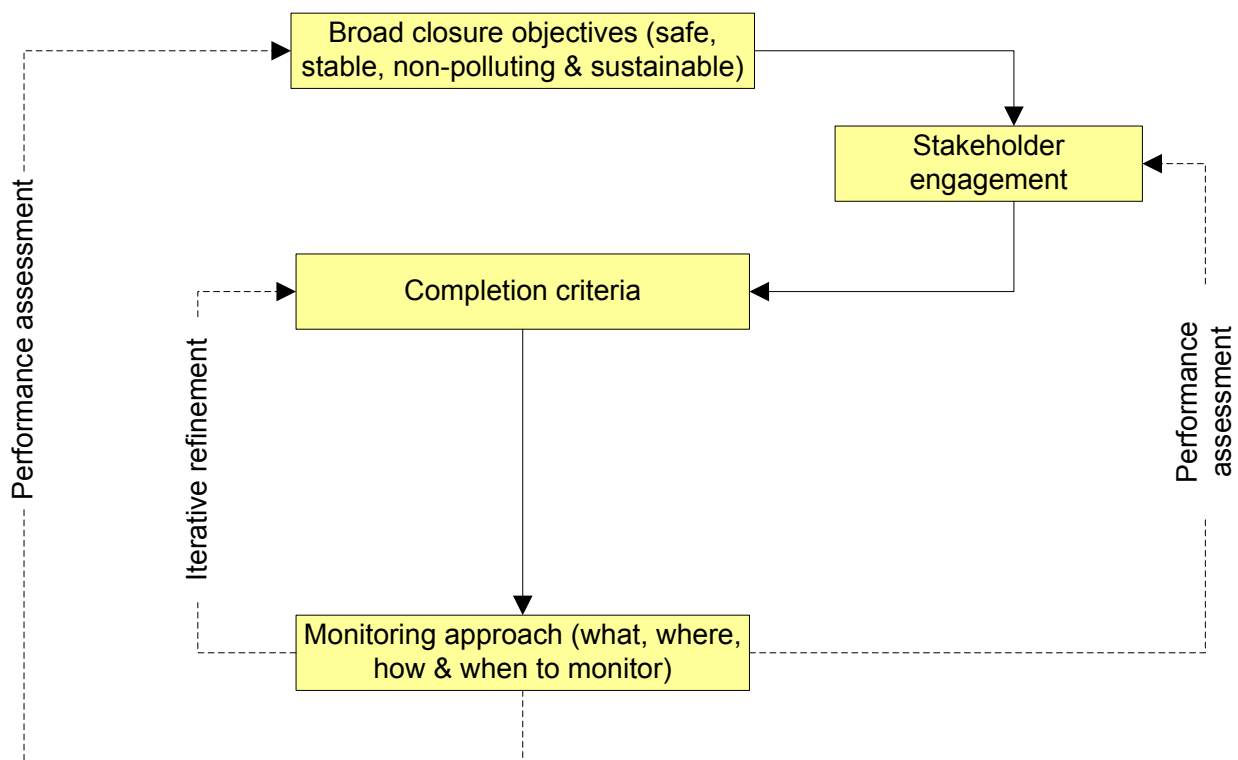 Broad closure objectives (safe,
stable, non-polluting & sustainable)
Stakeholder
engagement
Performance assessment
Completion criteria
Iterative refinement
Performance
assessment
Monitoring approach (what, where,
how & when to monitor)